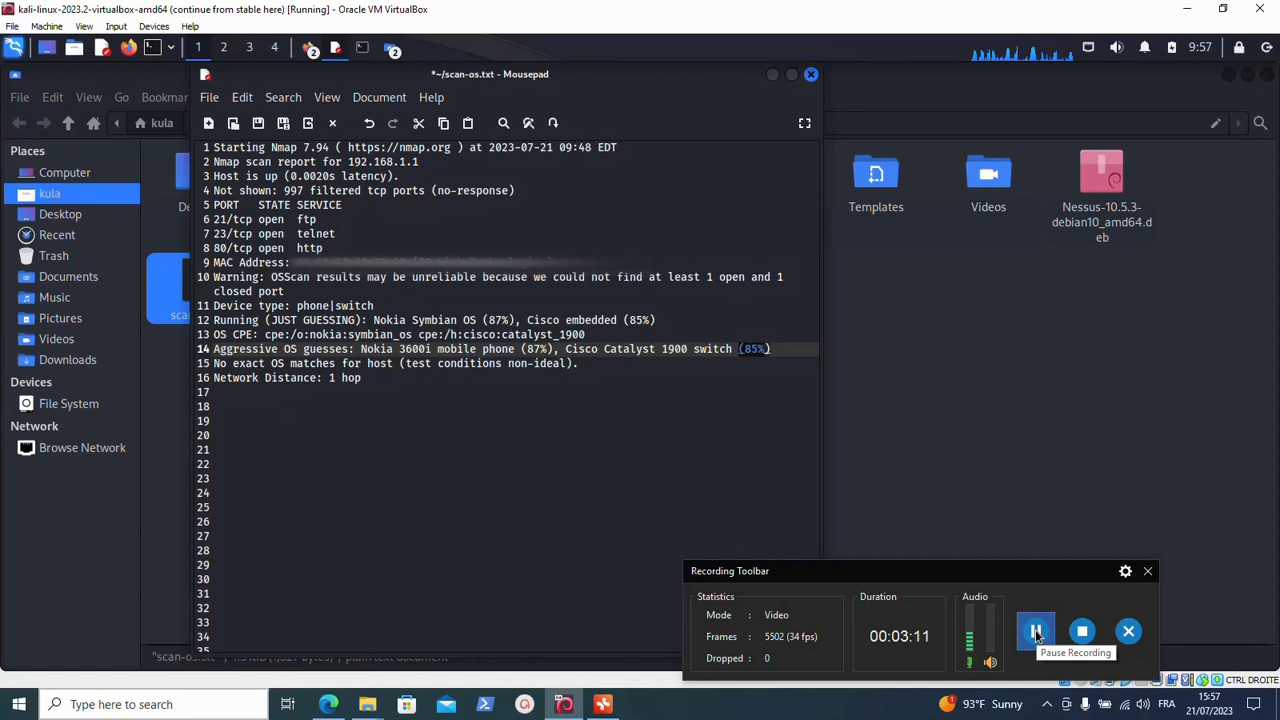 kali-linux-2023.2-virtualbox-amd64 (continue from stable here) [Running] - Oracle VM VirtualBox
File Machine View Input Devices Help
1 2 3 4 2 2 9:57
*~/scan-os.txt - Mousepad
File Edit View Go Bookmar
File Edit Search View Document Help
kula
Places
Computer
kula
Desktop
Recent
Trash
Documents
Music
Pictures
Videos
Downloads
Devices
File System
Network
Browse Network
De
sca
1 Starting Nmap 7.94 ( https://nmap.org ) at 2023-07-21 09:48 EDT
2 Nmap scan report for 192.168.1.1
3 Host is up (0.0020s latency).
4 Not shown: 997 filtered tcp ports (no-response)
5 PORT   STATE SERVICE
6 21/tcp open  ftp
7 23/tcp open  telnet
8 80/tcp open  http
9 MAC Address:
10 Warning: OSScan results may be unreliable because we could not find at least 1 open and 1
closed port
11 Device type: phone|switch
12 Running (JUST GUESSING): Nokia Symbian OS (87%), Cisco embedded (85%)
13 OS CPE: cpe:/o:nokia:symbian_os cpe:/h:cisco:catalyst_1900
14 Aggressive OS guesses: Nokia 3600i mobile phone (87%), Cisco Catalyst 1900 switch (85%)
15 No exact OS matches for host (test conditions non-ideal).
16 Network Distance: 1 hop
17
18
19
20
21
22
23
24
25
26
27
28
29
30
31
32
33
34
35
Templates
Videos
Nessus-10.5.3-
debian10_amd64.d
eb
Recording Toolbar
Statistics
Mode : Video
Frames : 5502 (34 fps)
Dropped : 0
Duration
00:03:11
Audio
Pause Recording
CTRL DROITE
Type here to search
93°F Sunny
FRA
15:57
21/07/2023